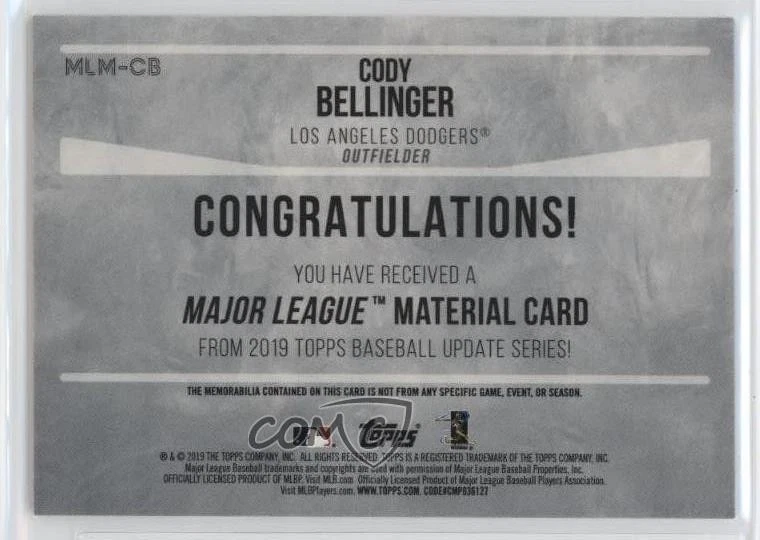 MLM-CB
CODY
BELLINGER
LOS ANGELES DODGERS®
OUTFIELDER
CONGRATULATIONS!
YOU HAVE RECEIVED A
MAJOR LEAGUE™ MATERIAL CARD
FROM 2019 TOPPS BASEBALL UPDATE SERIES!
THE MEMORABILIA CONTAINED ON THIS CARD IS NOT FROM ANY SPECIFIC GAME, EVENT, OR SEASON.
COMC Topps
® & © 2019 THE TOPPS COMPANY, INC. ALL RIGHTS RESERVED. TOPPS IS A REGISTERED TRADEMARK OF THE TOPPS COMPANY, INC.
Major League Baseball trademarks and copyrights are used with permission of Major League Baseball Properties, Inc.
OFFICIALLY LICENSED PRODUCT OF MLBP. Visit MLB.com Officially Licensed Product of Major League Baseball Players Association.
Visit MLBPlayers.com. WWW.TOPPS.COM. CODE#CMP036127